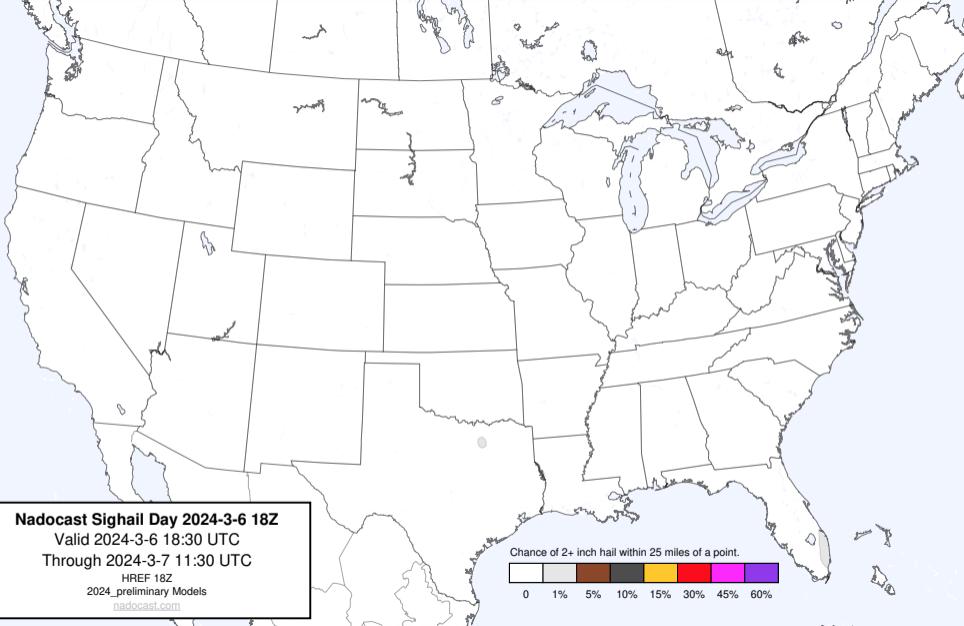 Nadocast Sighail Day 2024-3-6 18Z
Valid 2024-3-6 18:30 UTC
Through 2024-3-7 11:30 UTC
HREF 18Z
2024_preliminary Models
nadocast.com
Chance of 2+ inch hail within 25 miles of a point.
0 1% 5% 10% 15% 30% 45% 60%